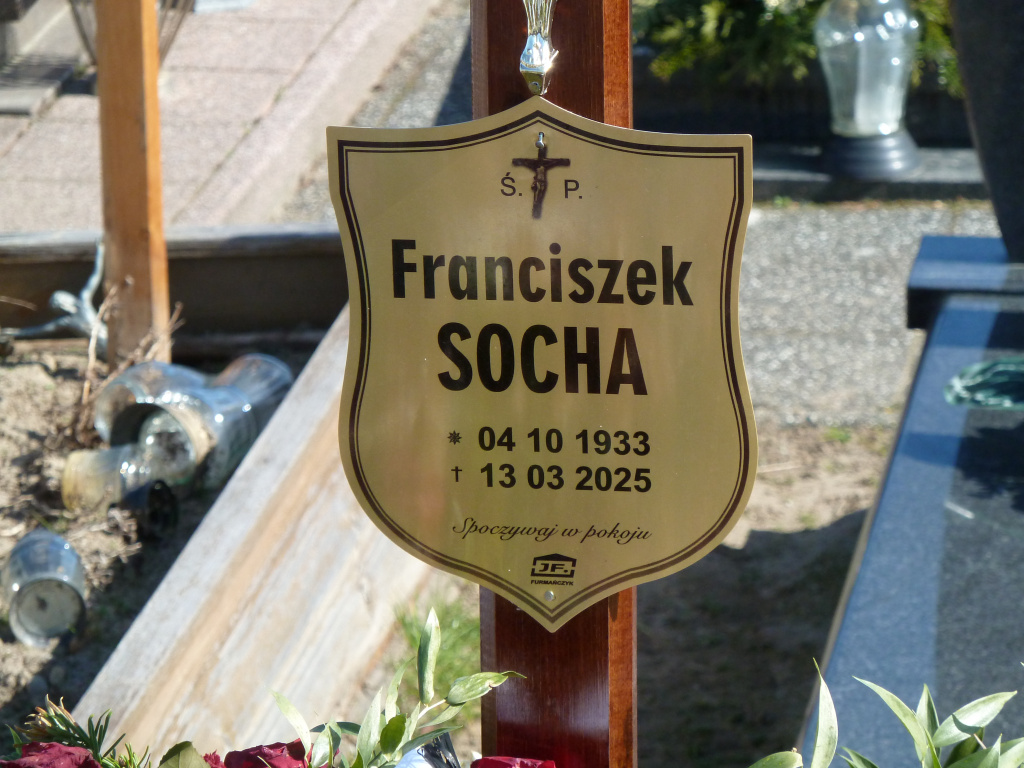 Ś. P.
Franciszek
SOCHA
* 04 10 1933
† 13 03 2025
Spoczywaj w pokoju
JF.
FURMAŃCZYK